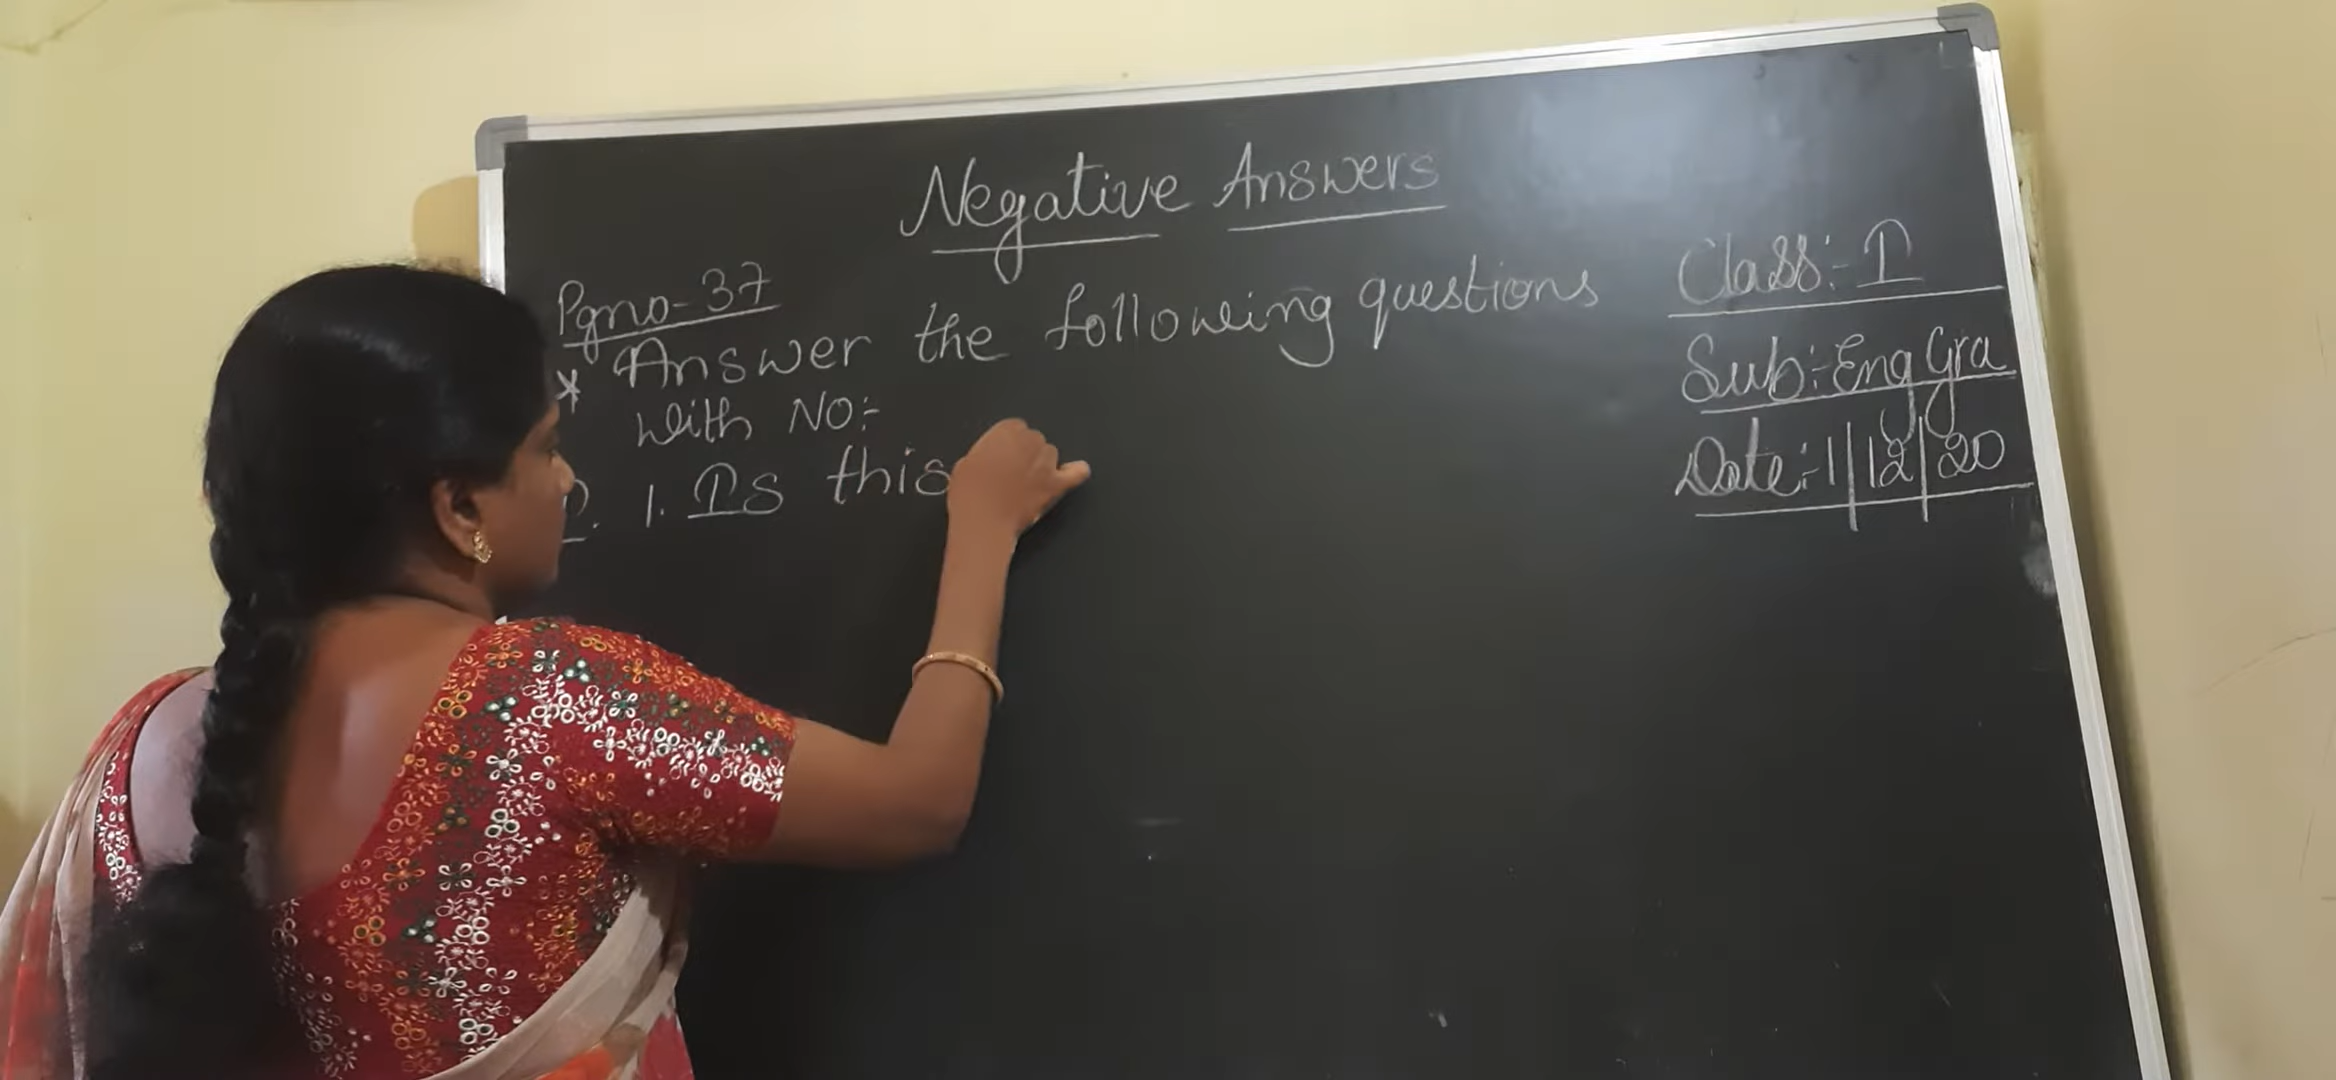 Negative Answers
Pgno-37
* Answer the following questions
With NO:-
1. Is this
Class:- I
Sub:- Eng Gra
Date:- 1/12/20